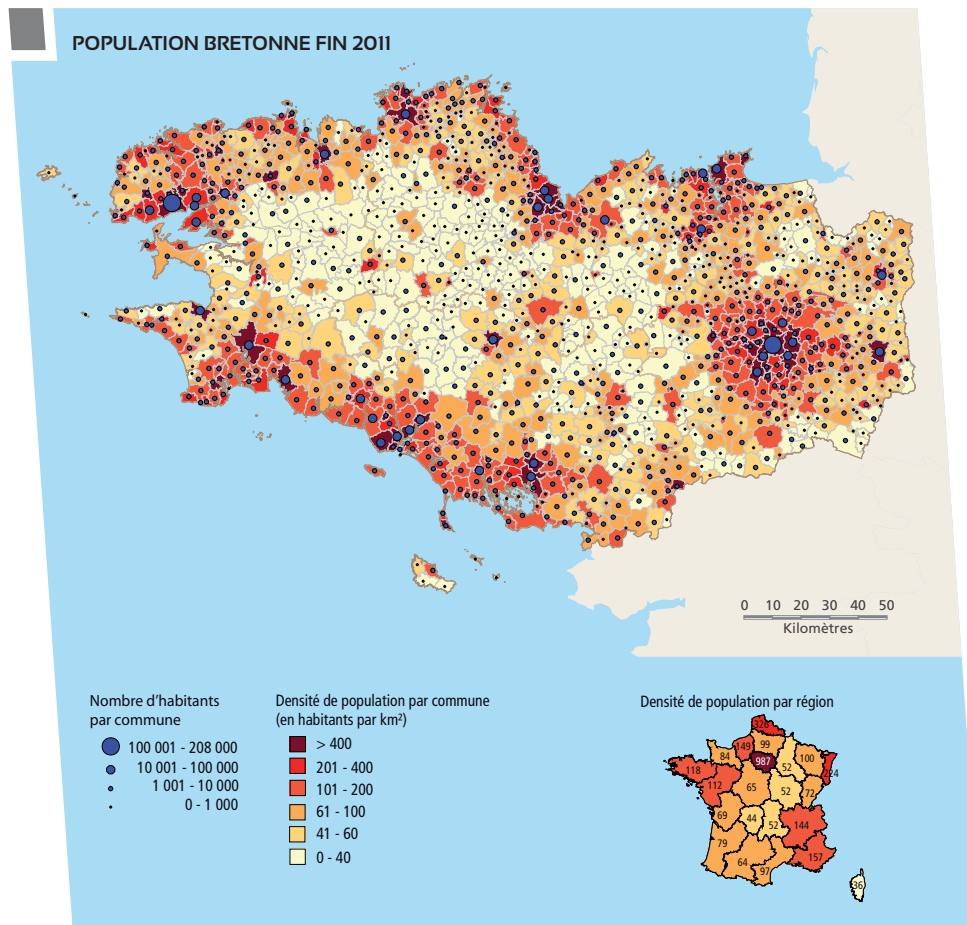 POPULATION BRETONNE FIN 2011
0 10 20 30 40 50
Kilomètres
Nombre d'habitants
par commune
100 001 - 208 000
10 001 - 100 000
1 001 - 10 000
0 - 1 000
Densité de population par commune
(en habitants par km²)
> 400
201 - 400
101 - 200
61 - 100
41 - 60
0 - 40
Densité de population par région
326
149
99
84
987
52
100
224
118
112
65
52
72
69
44
52
144
79
64
97
157
36